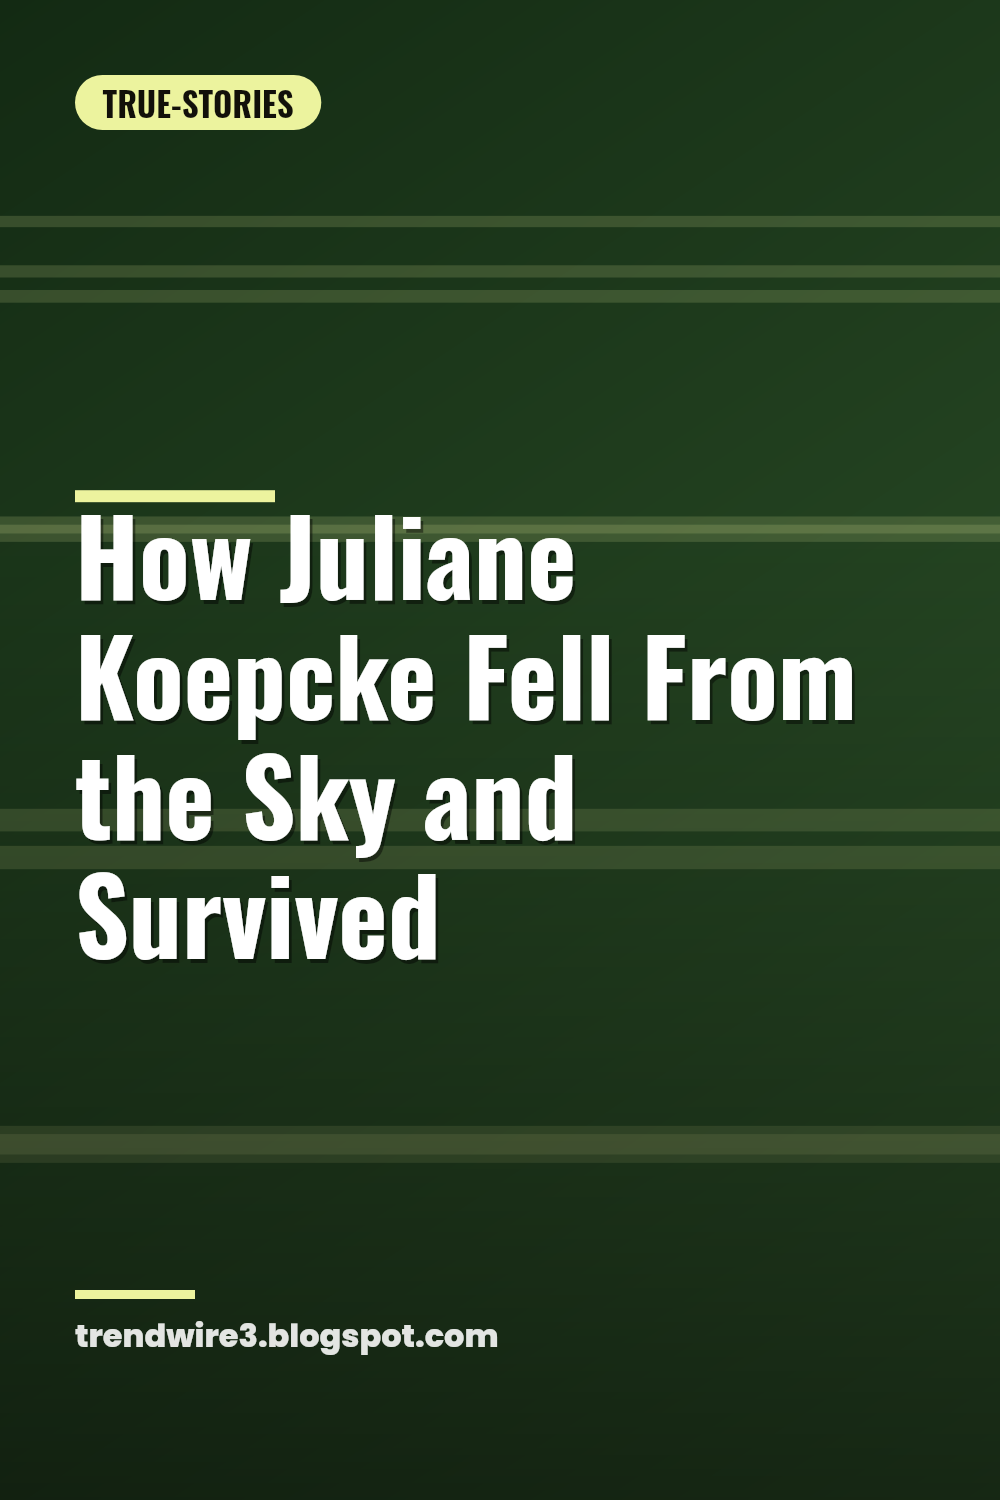 TRUE-STORIES
How Juliane
Koepcke Fell From
the Sky and
Survived
trendwire3.blogspot.com